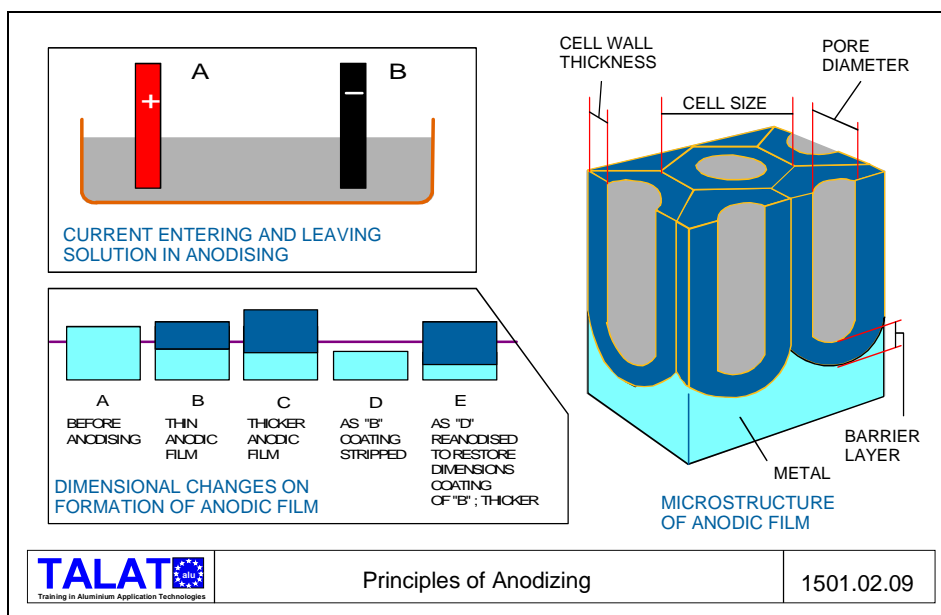 A
B
+
–
CURRENT ENTERING AND LEAVING
SOLUTION IN ANODISING
A
BEFORE
ANODISING
B
THIN
ANODIC
FILM
C
THICKER
ANODIC
FILM
D
AS "B"
COATING
STRIPPED
E
AS "D"
REANODISED
TO RESTORE
DIMENSIONS
COATING
OF "B" ; THICKER
DIMENSIONAL CHANGES ON
FORMATION OF ANODIC FILM
CELL WALL
THICKNESS
CELL SIZE
PORE
DIAMETER
BARRIER
LAYER
METAL
MICROSTRUCTURE
OF ANODIC FILM
TALAT
alu
Training in Aluminium Application Technologies
Principles of Anodizing
1501.02.09